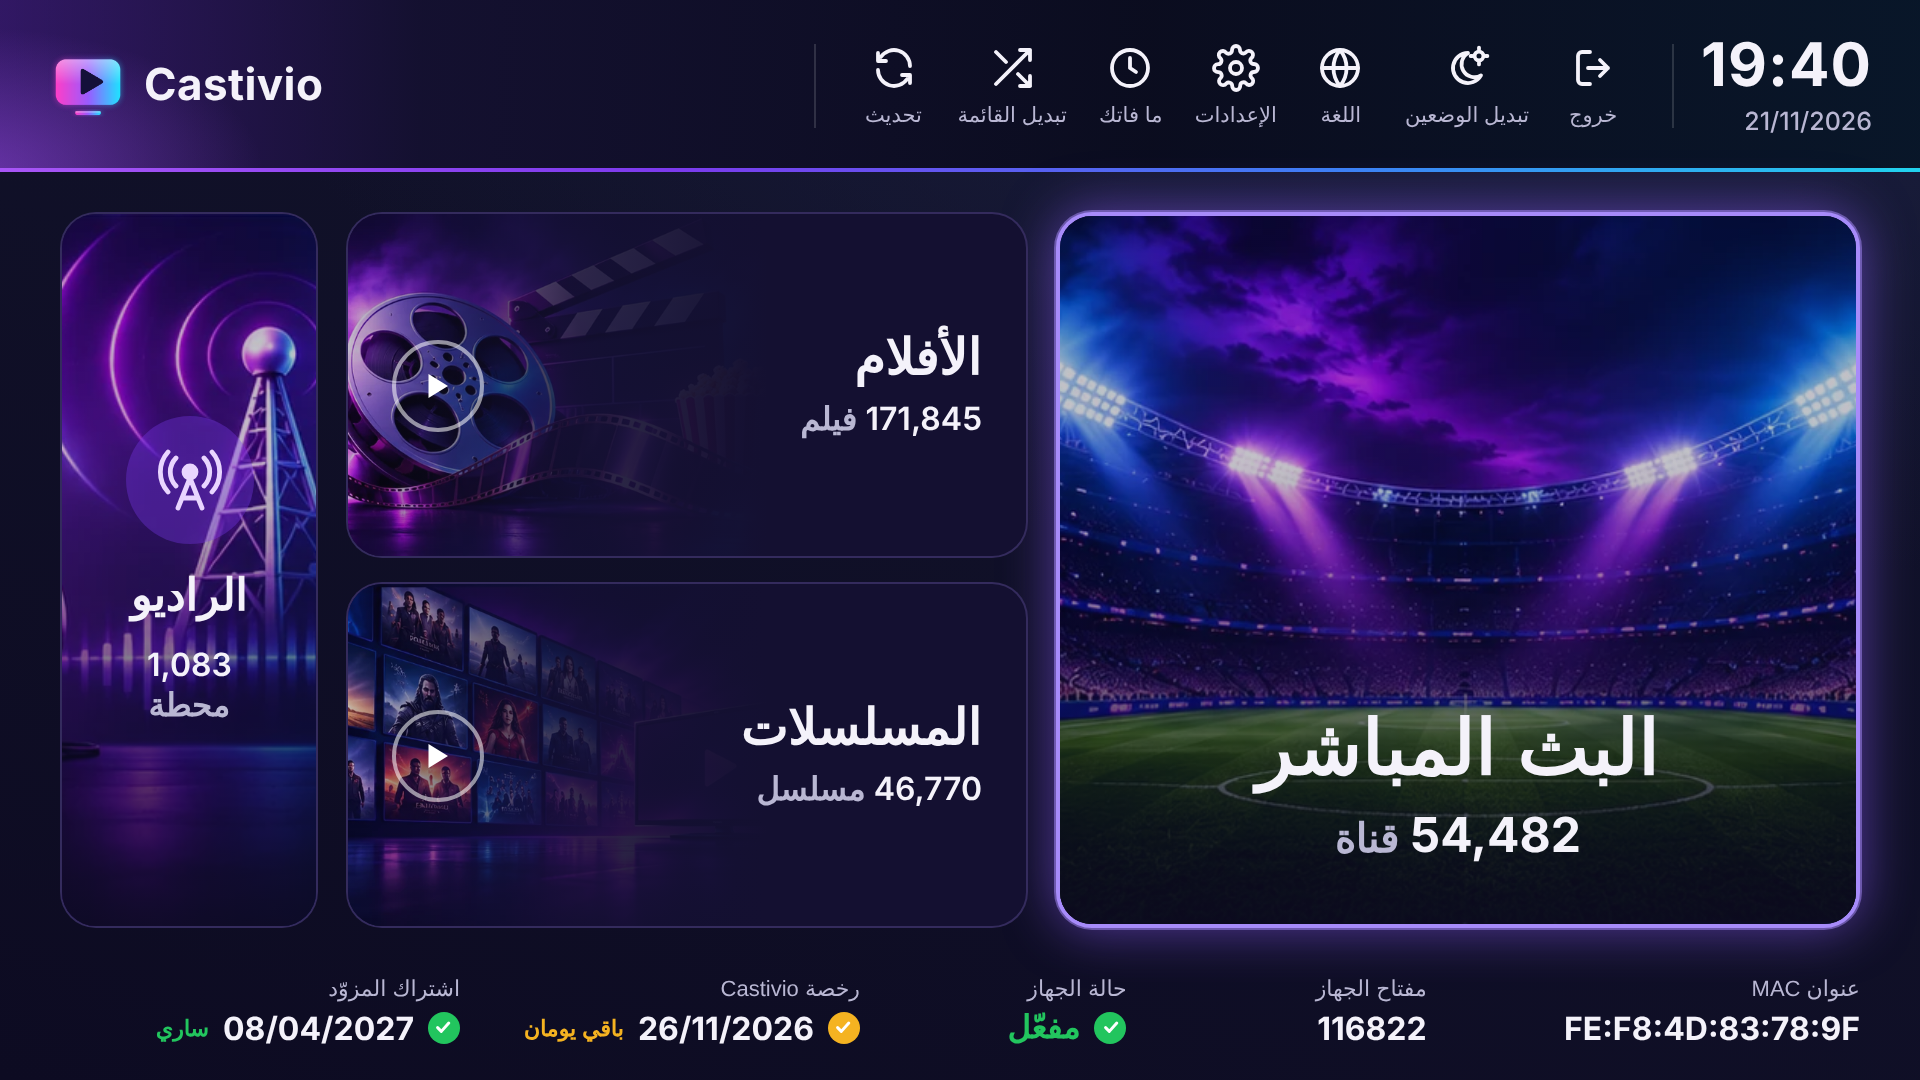 Castivio
19:40
21/11/2026
خروج
تبديل الوضعين
اللغة
الإعدادات
ما فاتك
تبديل القائمة
تحديث
البث المباشر
54,482 قناة
الأفلام
171,845 فيلم
المسلسلات
46,770 مسلسل
الراديو
1,083
محطة
عنوان MAC
FE:F8:4D:83:78:9F
مفتاح الجهاز
116822
حالة الجهاز
مفعّل
رخصة Castivio
26/11/2026 باقي يومان
اشتراك المزوّد
08/04/2027 ساري